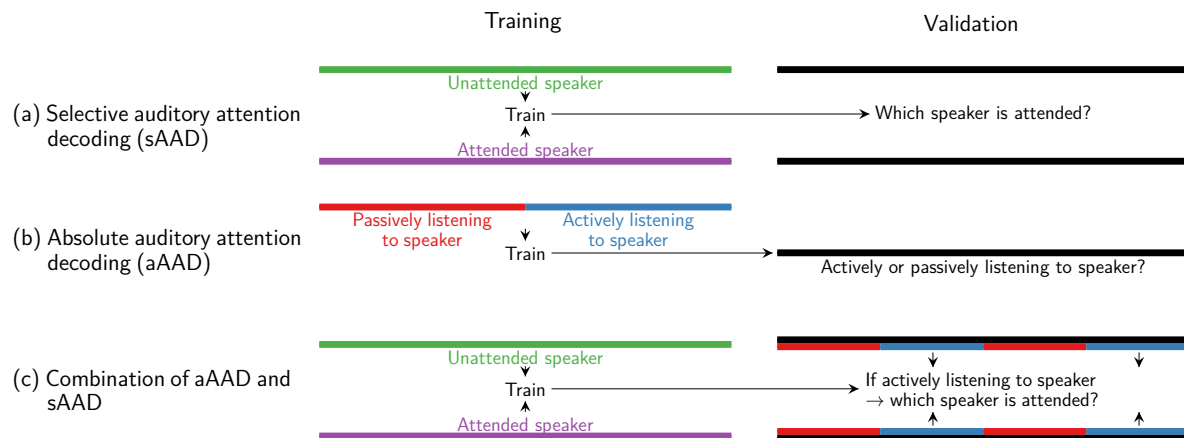 Training
Validation
(a) Selective auditory attention
decoding (sAAD)
Unattended speaker
Train
Attended speaker
Which speaker is attended?
(b) Absolute auditory attention
decoding (aAAD)
Passively listening
to speaker
Actively listening
to speaker
Train
Actively or passively listening to speaker?
(c) Combination of aAAD and
sAAD
Unattended speaker
Train
Attended speaker
If actively listening to speaker
→ which speaker is attended?